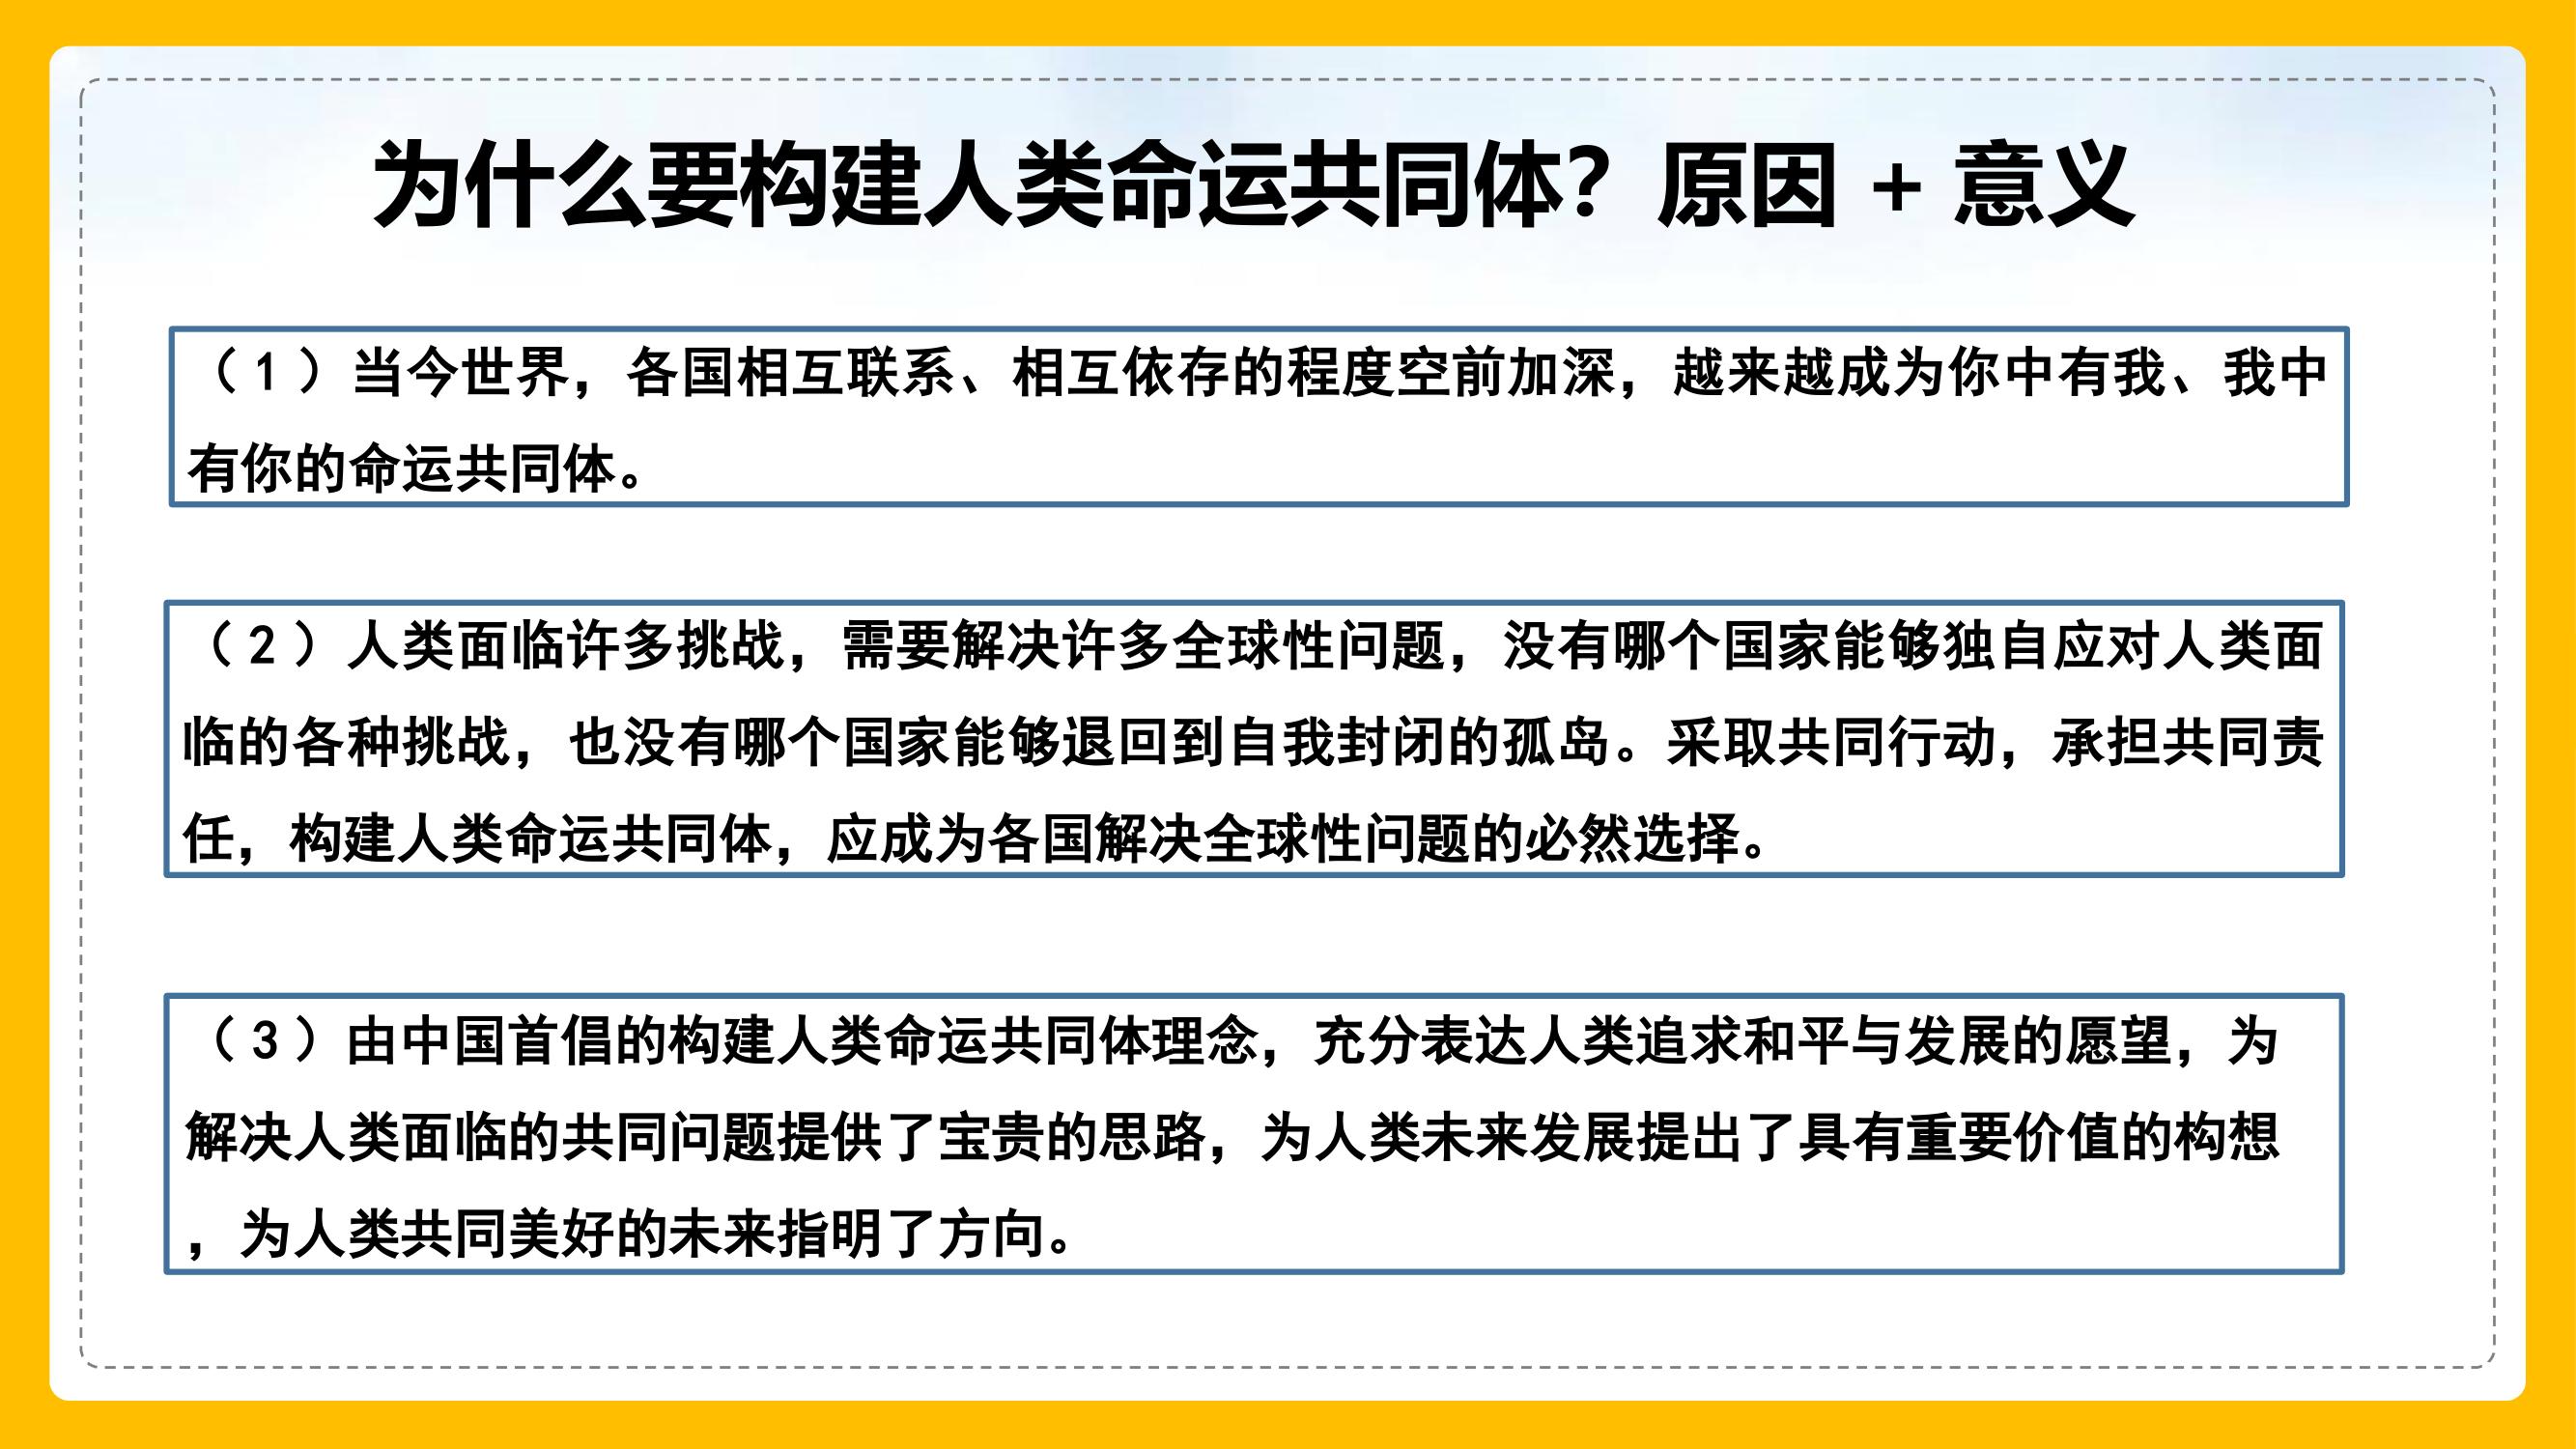 为什么要构建人类命运共同体？原因 + 意义
（1）当今世界，各国相互联系、相互依存的程度空前加深，越来越成为你中有我、我中
有你的命运共同体。
（2）人类面临许多挑战，需要解决许多全球性问题，没有哪个国家能够独自应对人类面
临的各种挑战，也没有哪个国家能够退回到自我封闭的孤岛。采取共同行动，承担共同责
任，构建人类命运共同体，应成为各国解决全球性问题的必然选择。
（3）由中国首倡的构建人类命运共同体理念，充分表达人类追求和平与发展的愿望，为
解决人类面临的共同问题提供了宝贵的思路，为人类未来发展提出了具有重要价值的构想
，为人类共同美好的未来指明了方向。